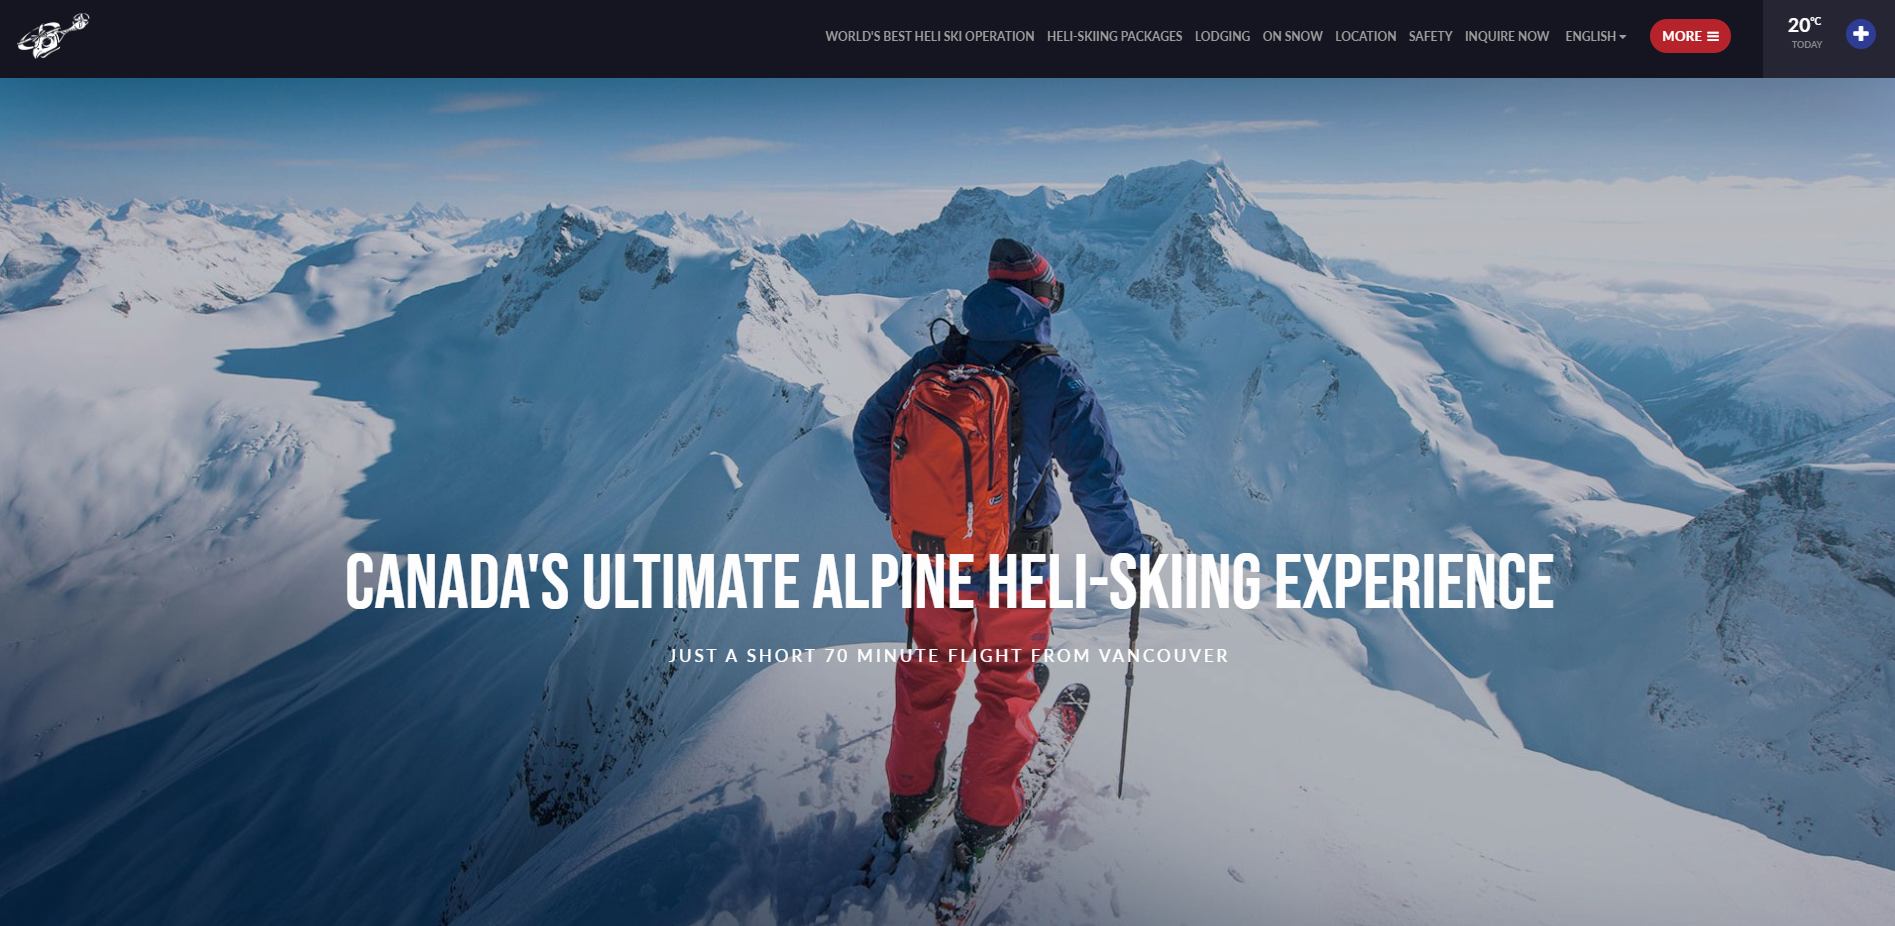 WORLD'S BEST HELI SKI OPERATION HELI-SKIING PACKAGES LODGING ON SNOW LOCATION SAFETY INQUIRE NOW ENGLISH MORE 20°C
TODAY
CANADA'S ULTIMATE ALPINE HELI-SKIING EXPERIENCE
JUST A SHORT 70 MINUTE FLIGHT FROM VANCOUVER